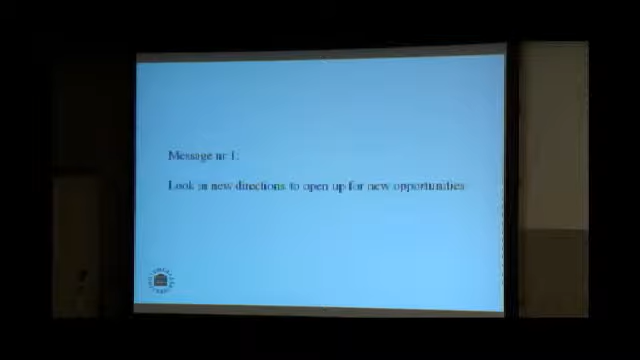 Message nr 1:
Look in new directions to open up for new opportunities